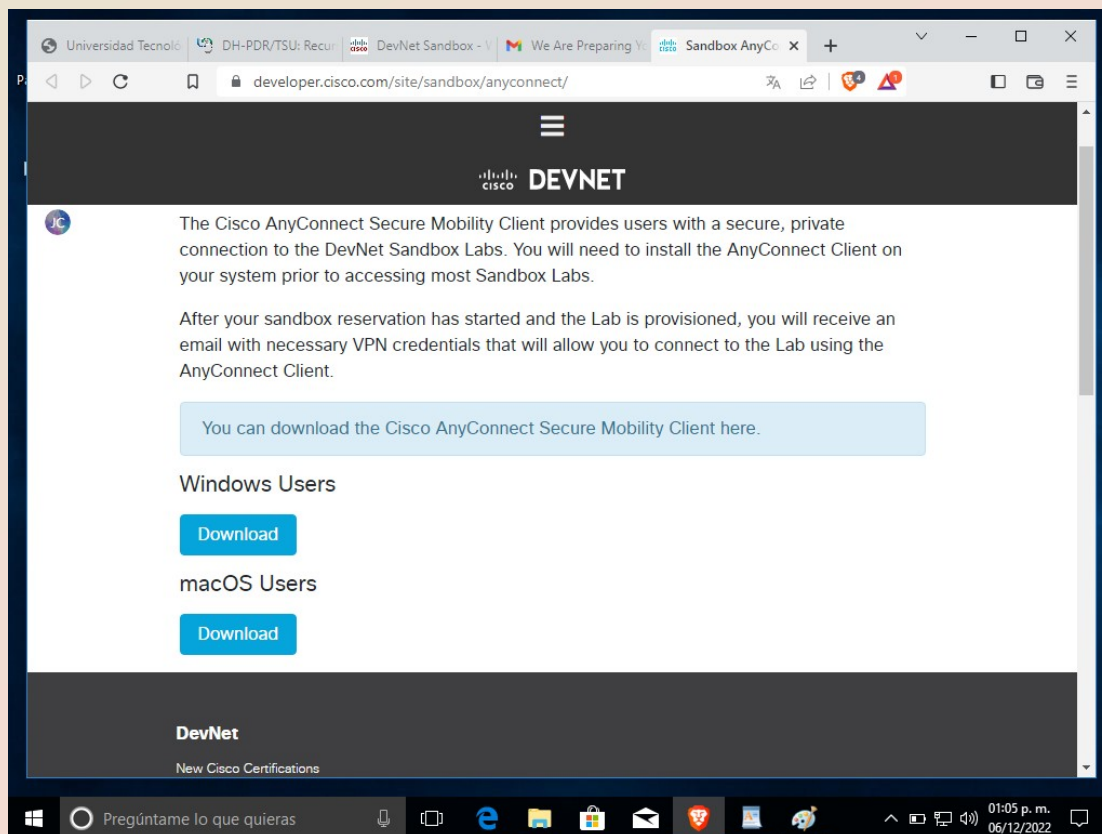 Universidad Tecnoló
DH-PDR/TSU: Recur
DevNet Sandbox - V
We Are Preparing Yo
Sandbox AnyCo
developer.cisco.com/site/sandbox/anyconnect/
4
cisco DEVNET
JC
The Cisco AnyConnect Secure Mobility Client provides users with a secure, private
connection to the DevNet Sandbox Labs. You will need to install the AnyConnect Client on
your system prior to accessing most Sandbox Labs.
After your sandbox reservation has started and the Lab is provisioned, you will receive an
email with necessary VPN credentials that will allow you to connect to the Lab using the
AnyConnect Client.
You can download the Cisco AnyConnect Secure Mobility Client here.
Windows Users
Download
macOS Users
Download
DevNet
New Cisco Certifications
Pregúntame lo que quieras
01:05 p. m.
06/12/2022